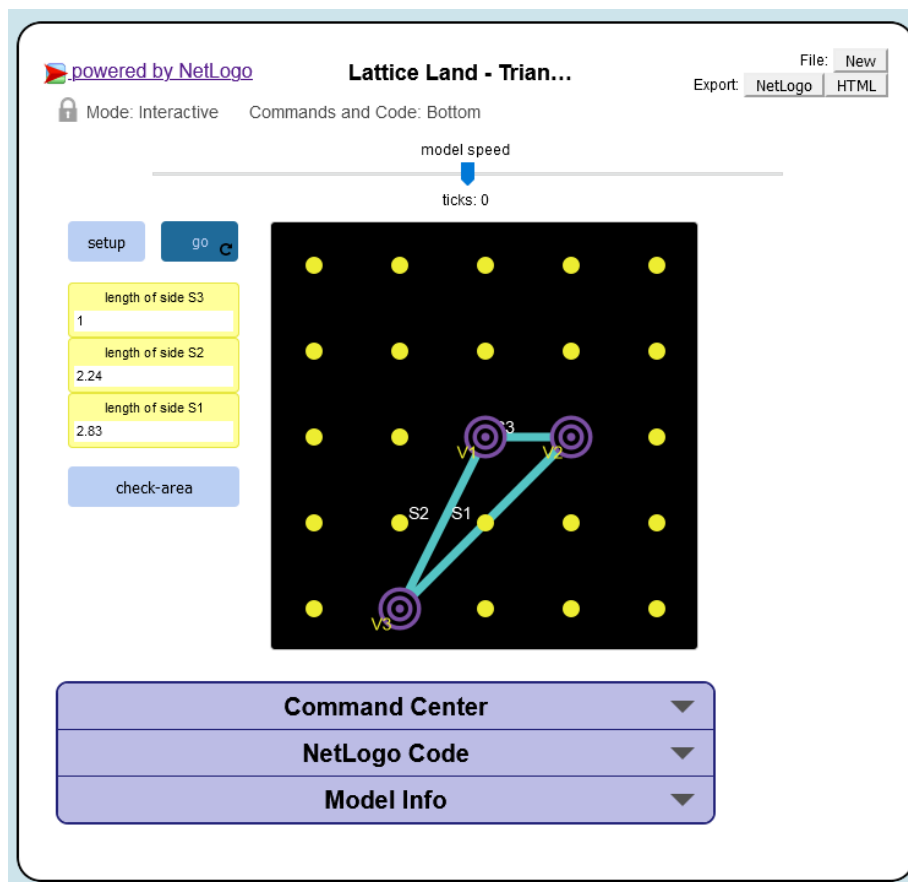 powered by NetLogo
Lattice Land - Trian...
File: New
Export: NetLogo HTML
Mode: Interactive
Commands and Code: Bottom
model speed
ticks: 0
setup
go
length of side S3
1
length of side S2
2.24
length of side S1
2.83
check-area
S3
V1
V2
S2
S1
V3
Command Center
NetLogo Code
Model Info